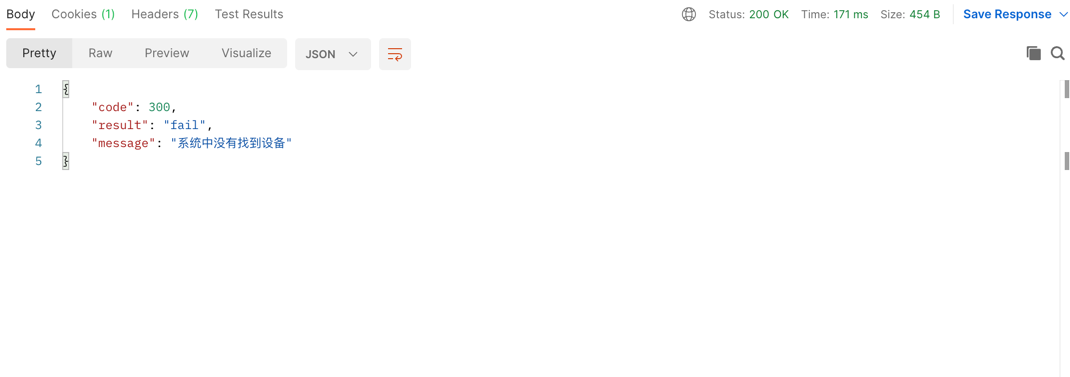 Body Cookies (1) Headers (7) Test Results Status: 200 OK Time: 171 ms Size: 454 B Save Response
Pretty Raw Preview Visualize JSON
1 {
2 "code": 300,
3 "result": "fail",
4 "message": "系统中没有找到设备"
5 }